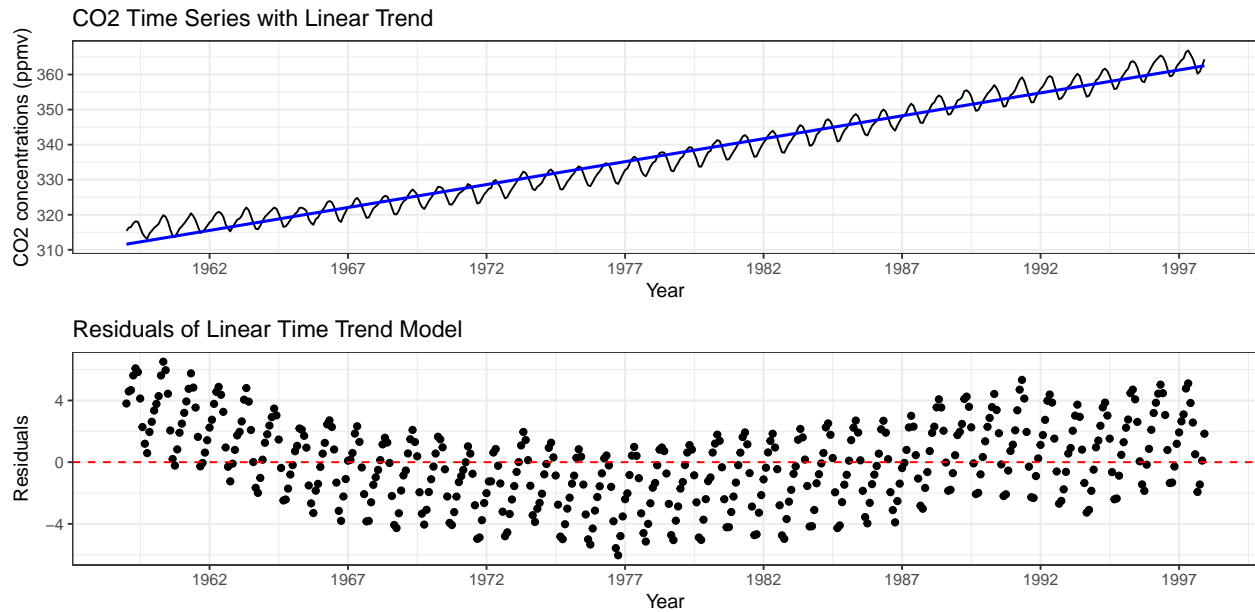 CO2 Time Series with Linear Trend
CO2 concentrations (ppmv)
360
350
340
330
320
310
1962 1967 1972 1977 1982 1987 1992 1997
Year
Residuals of Linear Time Trend Model
Residuals
4
0
−4
1962 1967 1972 1977 1982 1987 1992 1997
Year